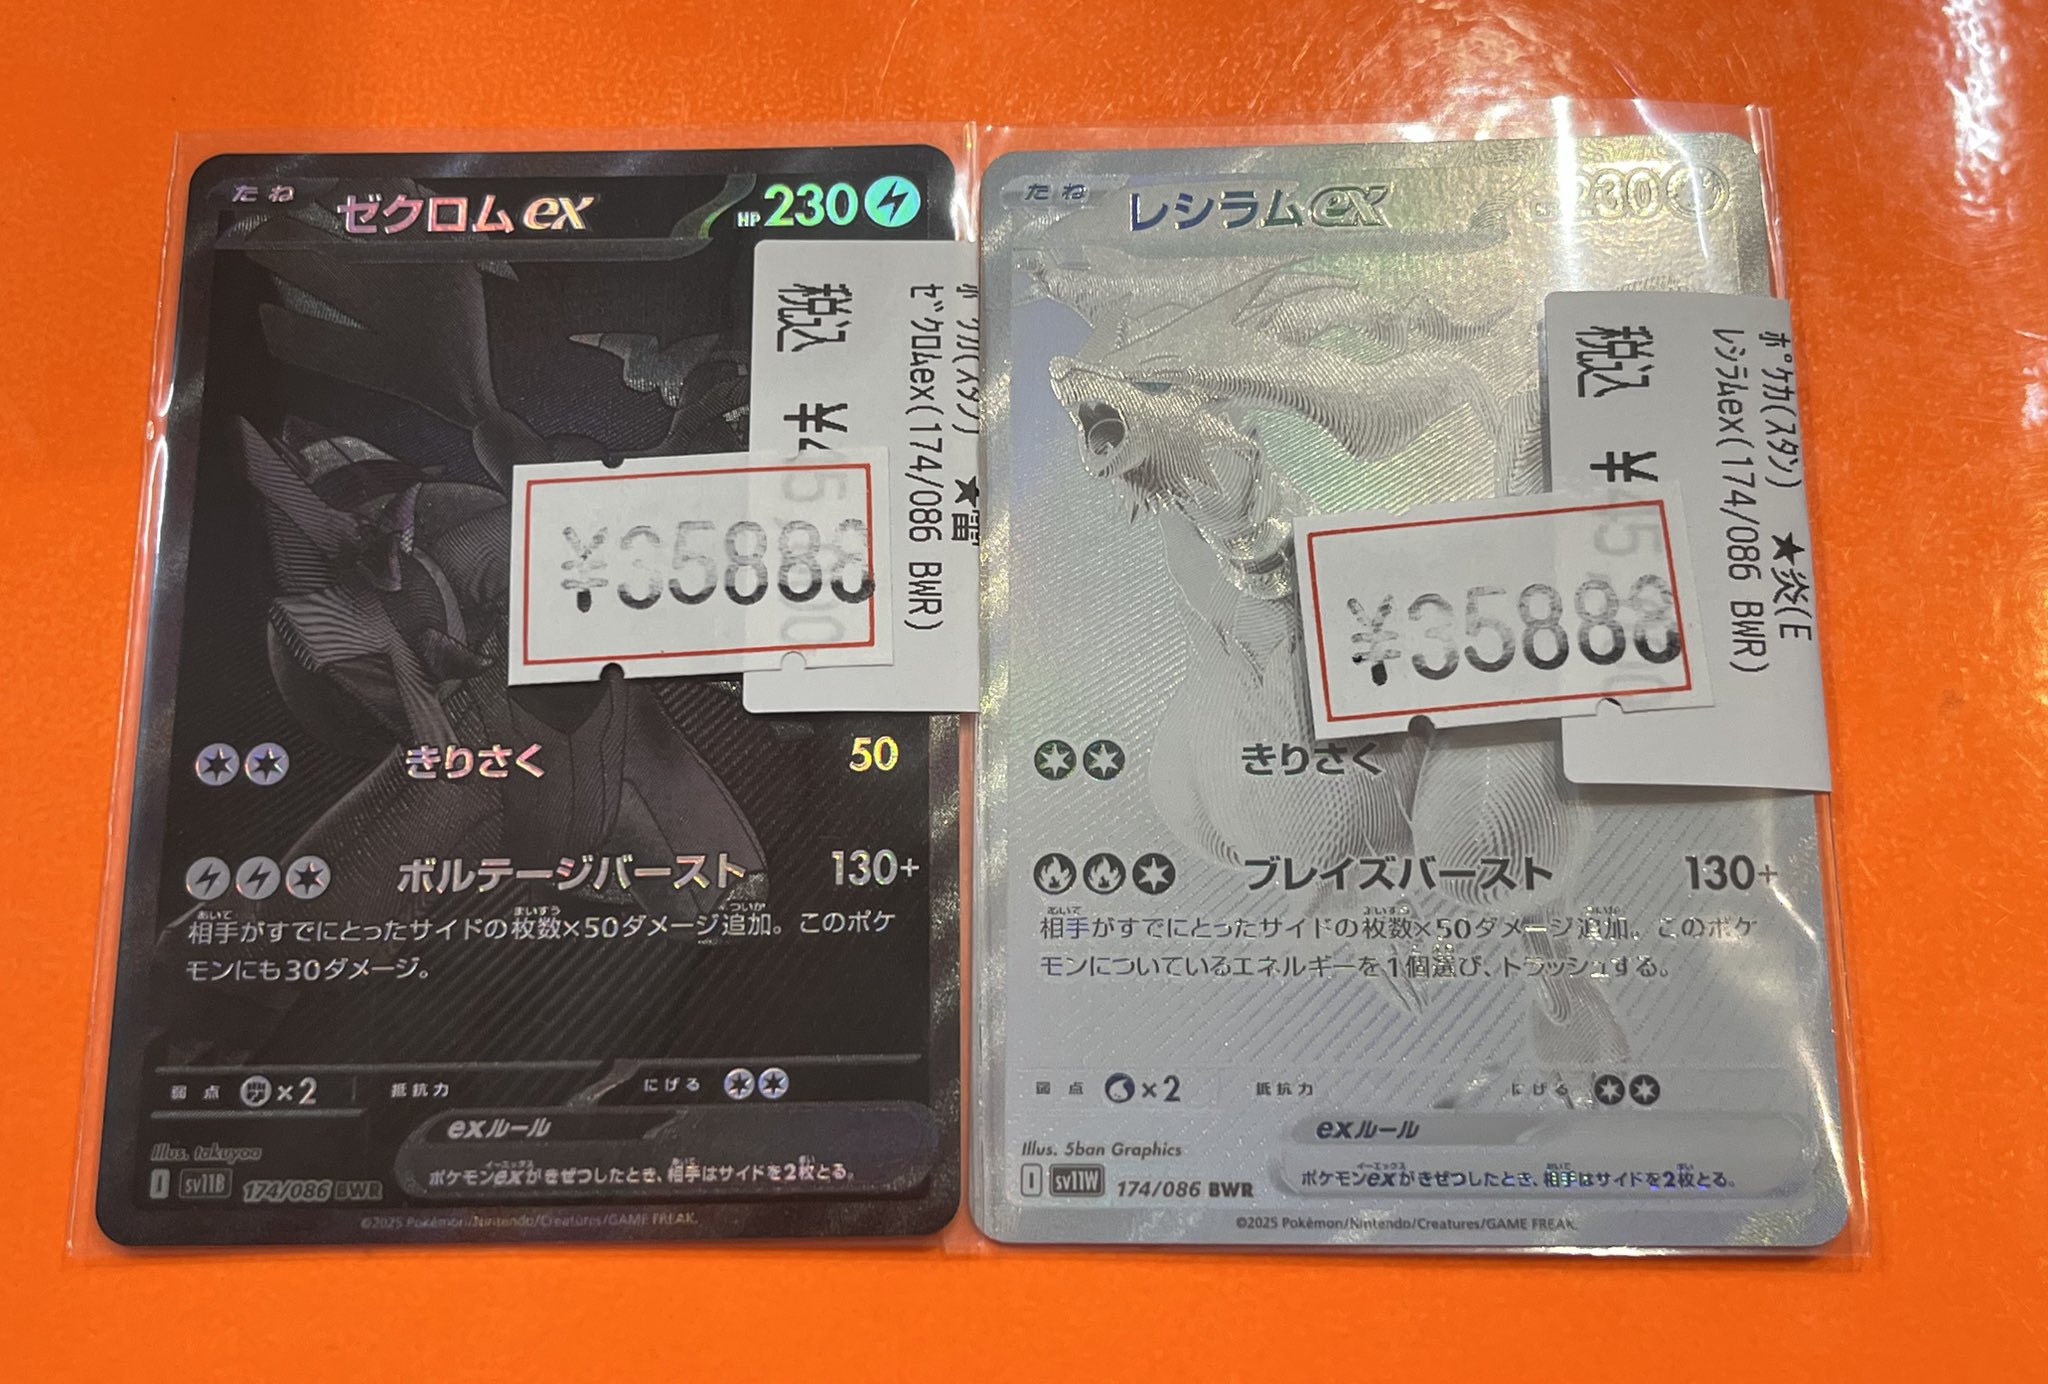 たね
ゼクロムex
HP 230
税込 ¥
ポケカ(スタン) ★雷
ゼクロムex(174/086 BWR)
¥35888
きりさく 50
ボルテージバースト 130+
相手がすでにとったサイドの枚数×50ダメージ追加。このポケ
モンにも30ダメージ。
弱点 ×2 抵抗力 にげる
exルール
ポケモンexがきぜつしたとき、相手はサイドを2枚とる。
Illus. takuyoa
I sv11B 174/086 BWR
©2025 Pokémon/Nintendo/Creatures/GAME FREAK.
たね
レシラムex
230
税込 ¥
ポケカ(スタン) ★炎(E
レシラムex(174/086 BWR)
¥35888
きりさく
ブレイズバースト 130+
相手がすでにとったサイドの枚数×50ダメージ追加。このポケ
モンについているエネルギーを1個選び、トラッシュする。
弱点 ×2 抵抗力 にげる
exルール
ポケモンexがきぜつしたとき、相手はサイドを2枚とる。
Illus. 5ban Graphics
I sv11W 174/086 BWR
©2025 Pokémon/Nintendo/Creatures/GAME FREAK.